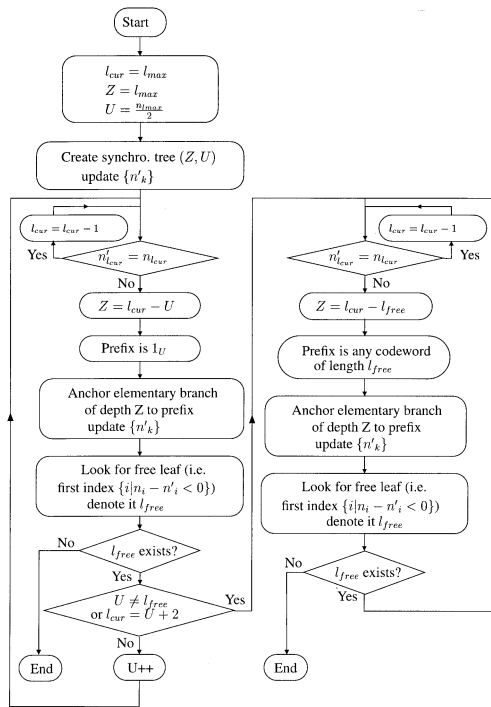 Start
l_cur = l_max
Z = l_max
U = n_lmax / 2
Create synchro. tree (Z, U)
update {n'_k}
l_cur = l_cur − 1
Yes
n'_l_cur = n_l_cur
No
Z = l_cur − U
Prefix is 1_U
Anchor elementary branch
of depth Z to prefix
update {n'_k}
Look for free leaf (i.e.
first index {i|n_i − n'_i < 0})
denote it l_free
No
l_free exists?
Yes
U ≠ l_free
or l_cur = U + 2
Yes
No
End
U++
l_cur = l_cur − 1
n'_l_cur = n_l_cur
Yes
No
Z = l_cur − l_free
Prefix is any codeword
of length l_free
Anchor elementary branch
of depth Z to prefix
update {n'_k}
Look for free leaf (i.e.
first index {i|n_i − n'_i < 0})
denote it l_free
No
l_free exists?
Yes
End